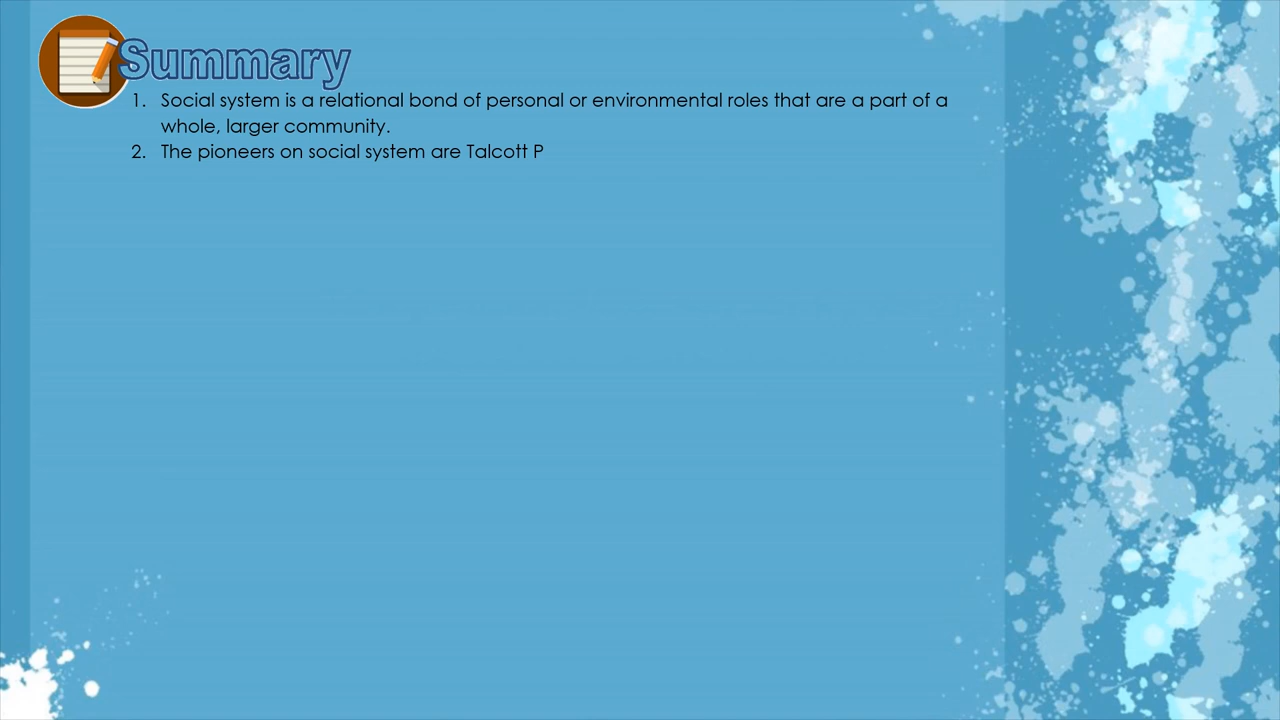 Summary
1. Social system is a relational bond of personal or environmental roles that are a part of a
whole, larger community.
2. The pioneers on social system are Talcott P